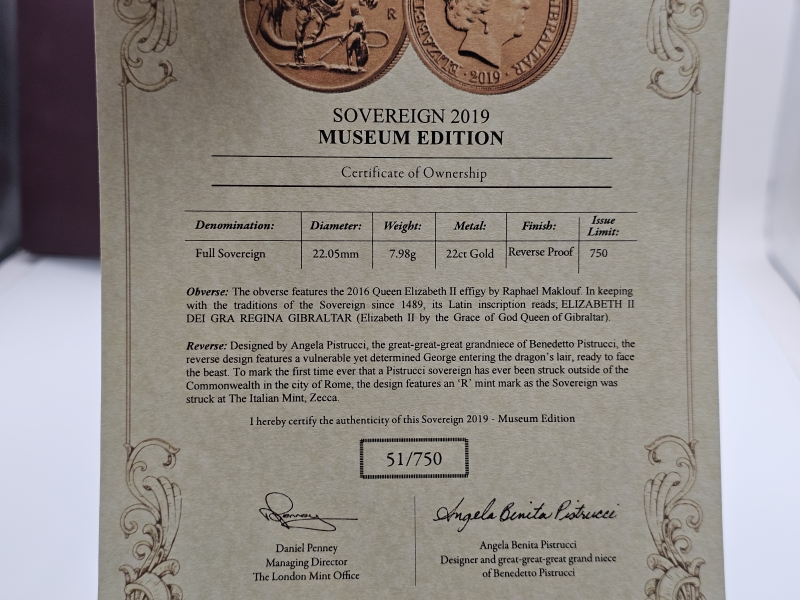 R
ELIZABETH
· 2019 ·
GIBRALTAR
SOVEREIGN 2019
MUSEUM EDITION
Certificate of Ownership
Denomination: Diameter: Weight: Metal: Finish: Issue Limit:
Full Sovereign 22.05mm 7.98g 22ct Gold Reverse Proof 750
Obverse: The obverse features the 2016 Queen Elizabeth II effigy by Raphael Maklouf. In keeping
with the traditions of the Sovereign since 1489, its Latin inscription reads; ELIZABETH II
DEI GRA REGINA GIBRALTAR (Elizabeth II by the Grace of God Queen of Gibraltar).
Reverse: Designed by Angela Pistrucci, the great-great-great grandniece of Benedetto Pistrucci, the
reverse design features a vulnerable yet determined George entering the dragon's lair, ready to face
the beast. To mark the first time ever that a Pistrucci sovereign has ever been struck outside of the
Commonwealth in the city of Rome, the design features an 'R' mint mark as the Sovereign was
struck at The Italian Mint, Zecca.
I hereby certify the authenticity of this Sovereign 2019 - Museum Edition
51/750
Angela Benita Pistrucci
Daniel Penney
Managing Director
The London Mint Office
Angela Benita Pistrucci
Designer and great-great-great grand niece
of Benedetto Pistrucci